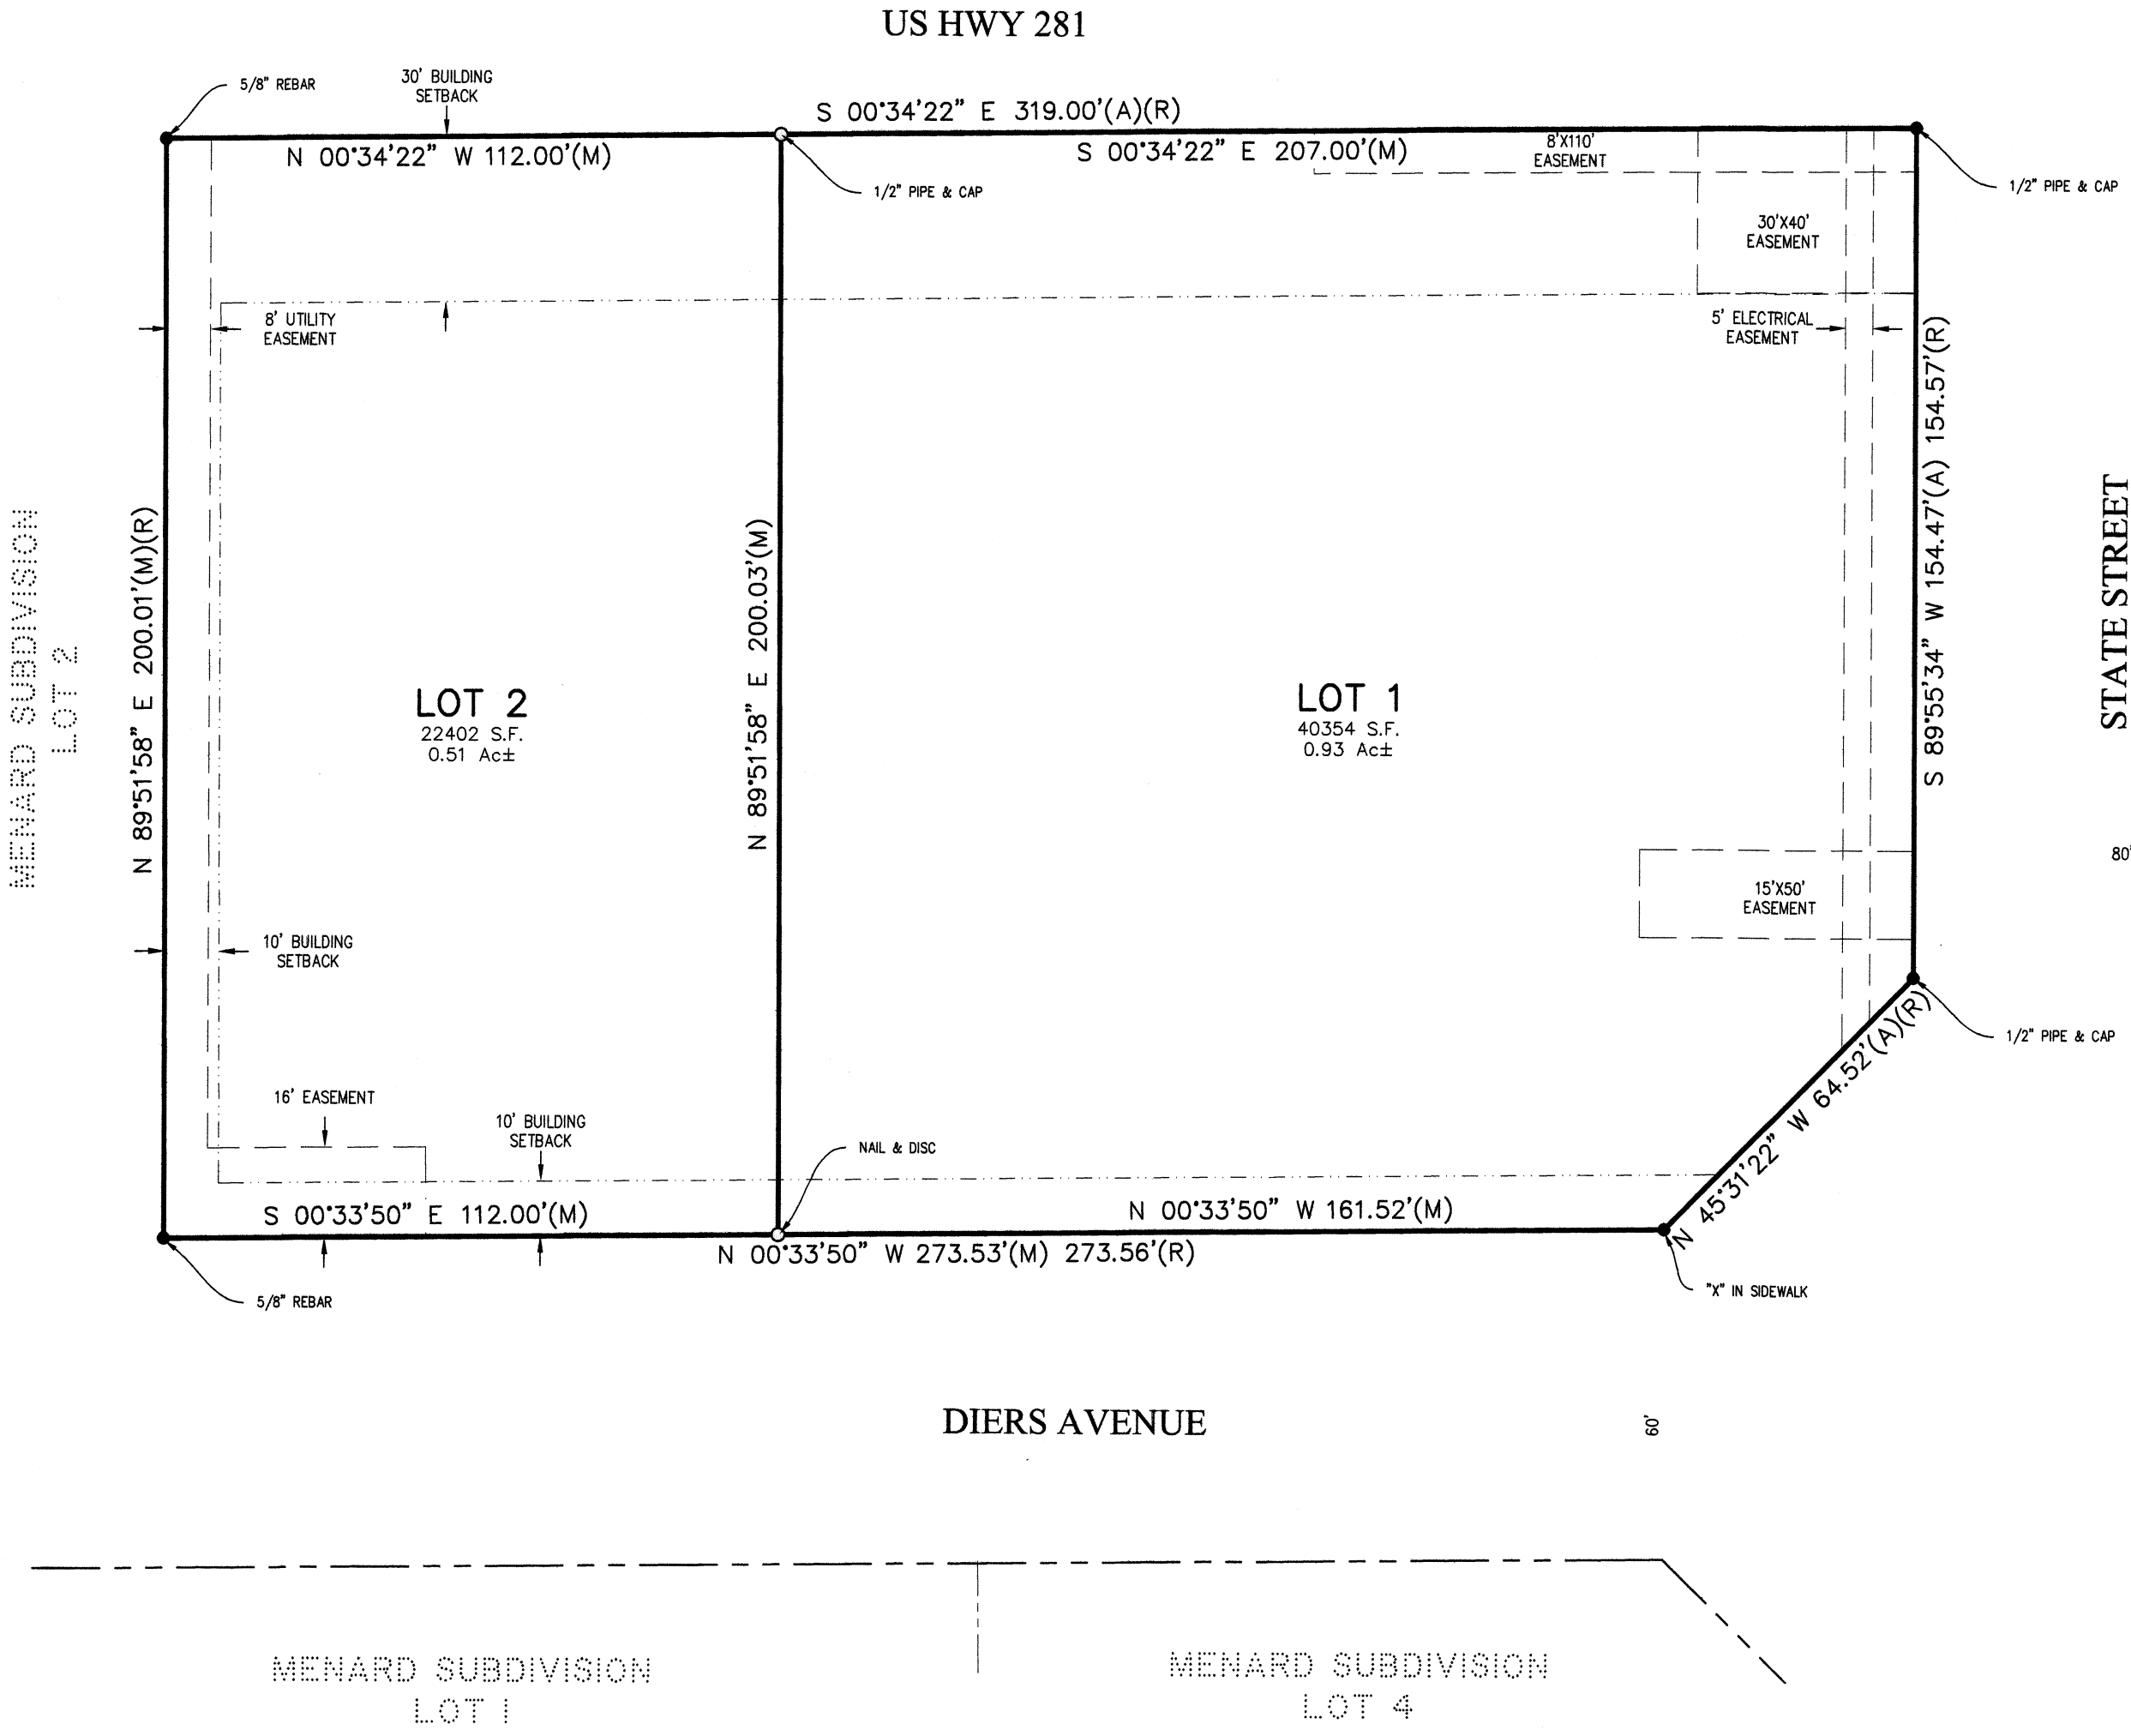 US HWY 281
5/8" REBAR
30' BUILDING
SETBACK
S 00°34'22" E 319.00'(A)(R)
N 00°34'22" W 112.00'(M)
S 00°34'22" E 207.00'(M)
8'X110'
EASEMENT
1/2" PIPE & CAP
1/2" PIPE & CAP
30'X40'
EASEMENT
8' UTILITY
EASEMENT
5' ELECTRICAL
EASEMENT
S 89°55'34" W 154.47'(A) 154.57'(R)
STATE STREET
80'
MENARD SUBDIVISION
LOT 2
N 89°51'58" E 200.01'(M)(R)
N 89°51'58" E 200.03'(M)
LOT 2
22402 S.F.
0.51 Ac±
LOT 1
40354 S.F.
0.93 Ac±
15'X50'
EASEMENT
10' BUILDING
SETBACK
1/2" PIPE & CAP
N 45°31'22" W 64.52'(A)(R)
16' EASEMENT
10' BUILDING
SETBACK
NAIL & DISC
S 00°33'50" E 112.00'(M)
N 00°33'50" W 161.52'(M)
N 00°33'50" W 273.53'(M) 273.56'(R)
5/8" REBAR
"X" IN SIDEWALK
DIERS AVENUE
60'
MENARD SUBDIVISION
LOT 1
MENARD SUBDIVISION
LOT 4